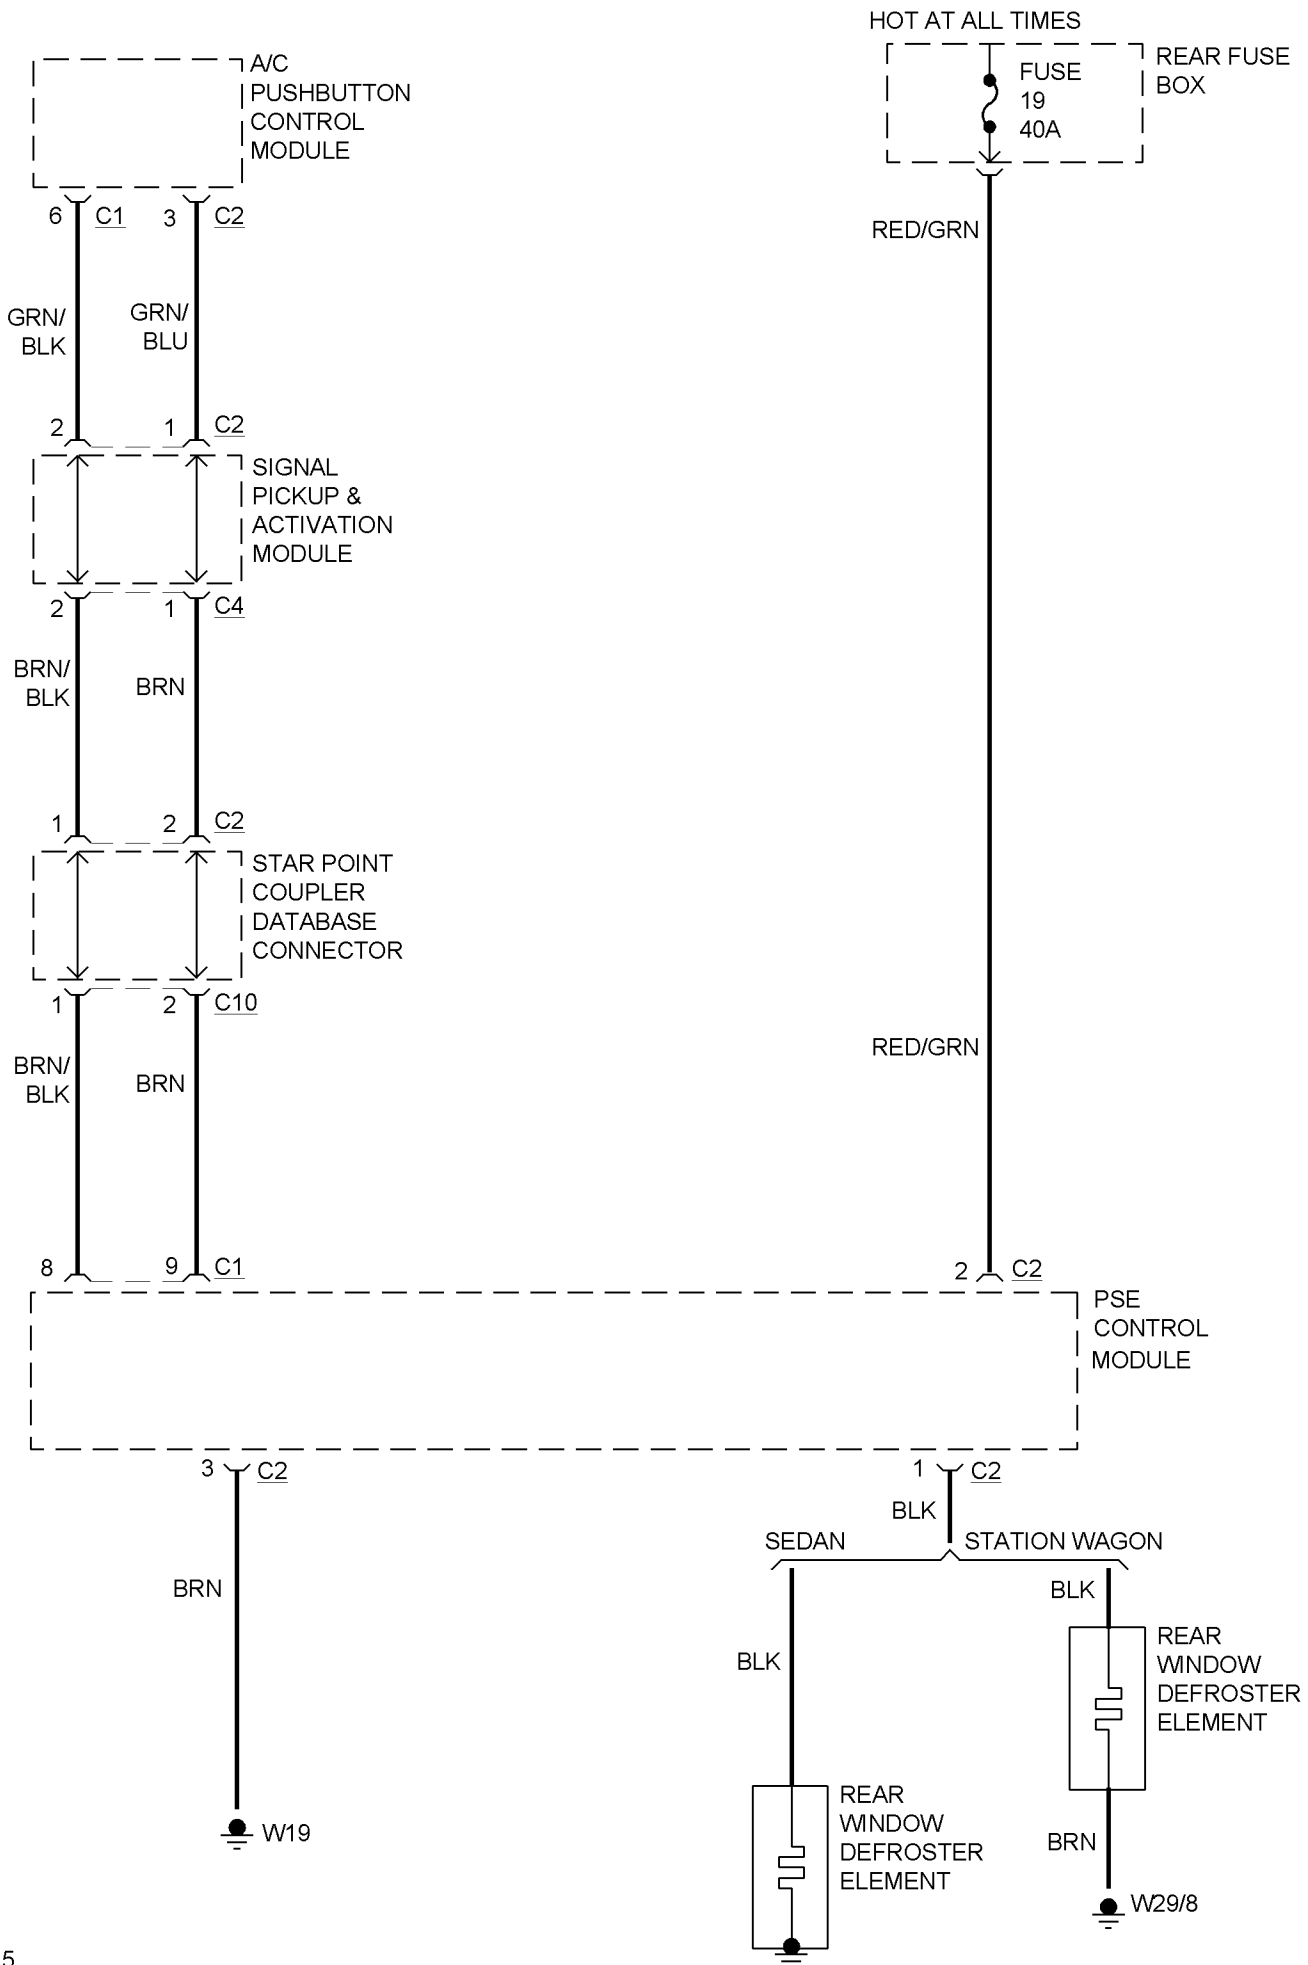 HOT AT ALL TIMES
A/C
PUSHBUTTON
CONTROL
MODULE
FUSE
19
40A
REAR FUSE
BOX
6 C1 3 C2
RED/GRN
GRN/
BLK
GRN/
BLU
2 1 C2
SIGNAL
PICKUP &
ACTIVATION
MODULE
2 1 C4
BRN/
BLK
BRN
1 2 C2
STAR POINT
COUPLER
DATABASE
CONNECTOR
1 2 C10
BRN/
BLK
BRN
RED/GRN
8 9 C1
2 C2
PSE
CONTROL
MODULE
3 C2
1 C2
BLK
SEDAN STATION WAGON
BRN
BLK
BLK
REAR
WINDOW
DEFROSTER
ELEMENT
REAR
WINDOW
DEFROSTER
ELEMENT
BRN
W19
W29/8
5